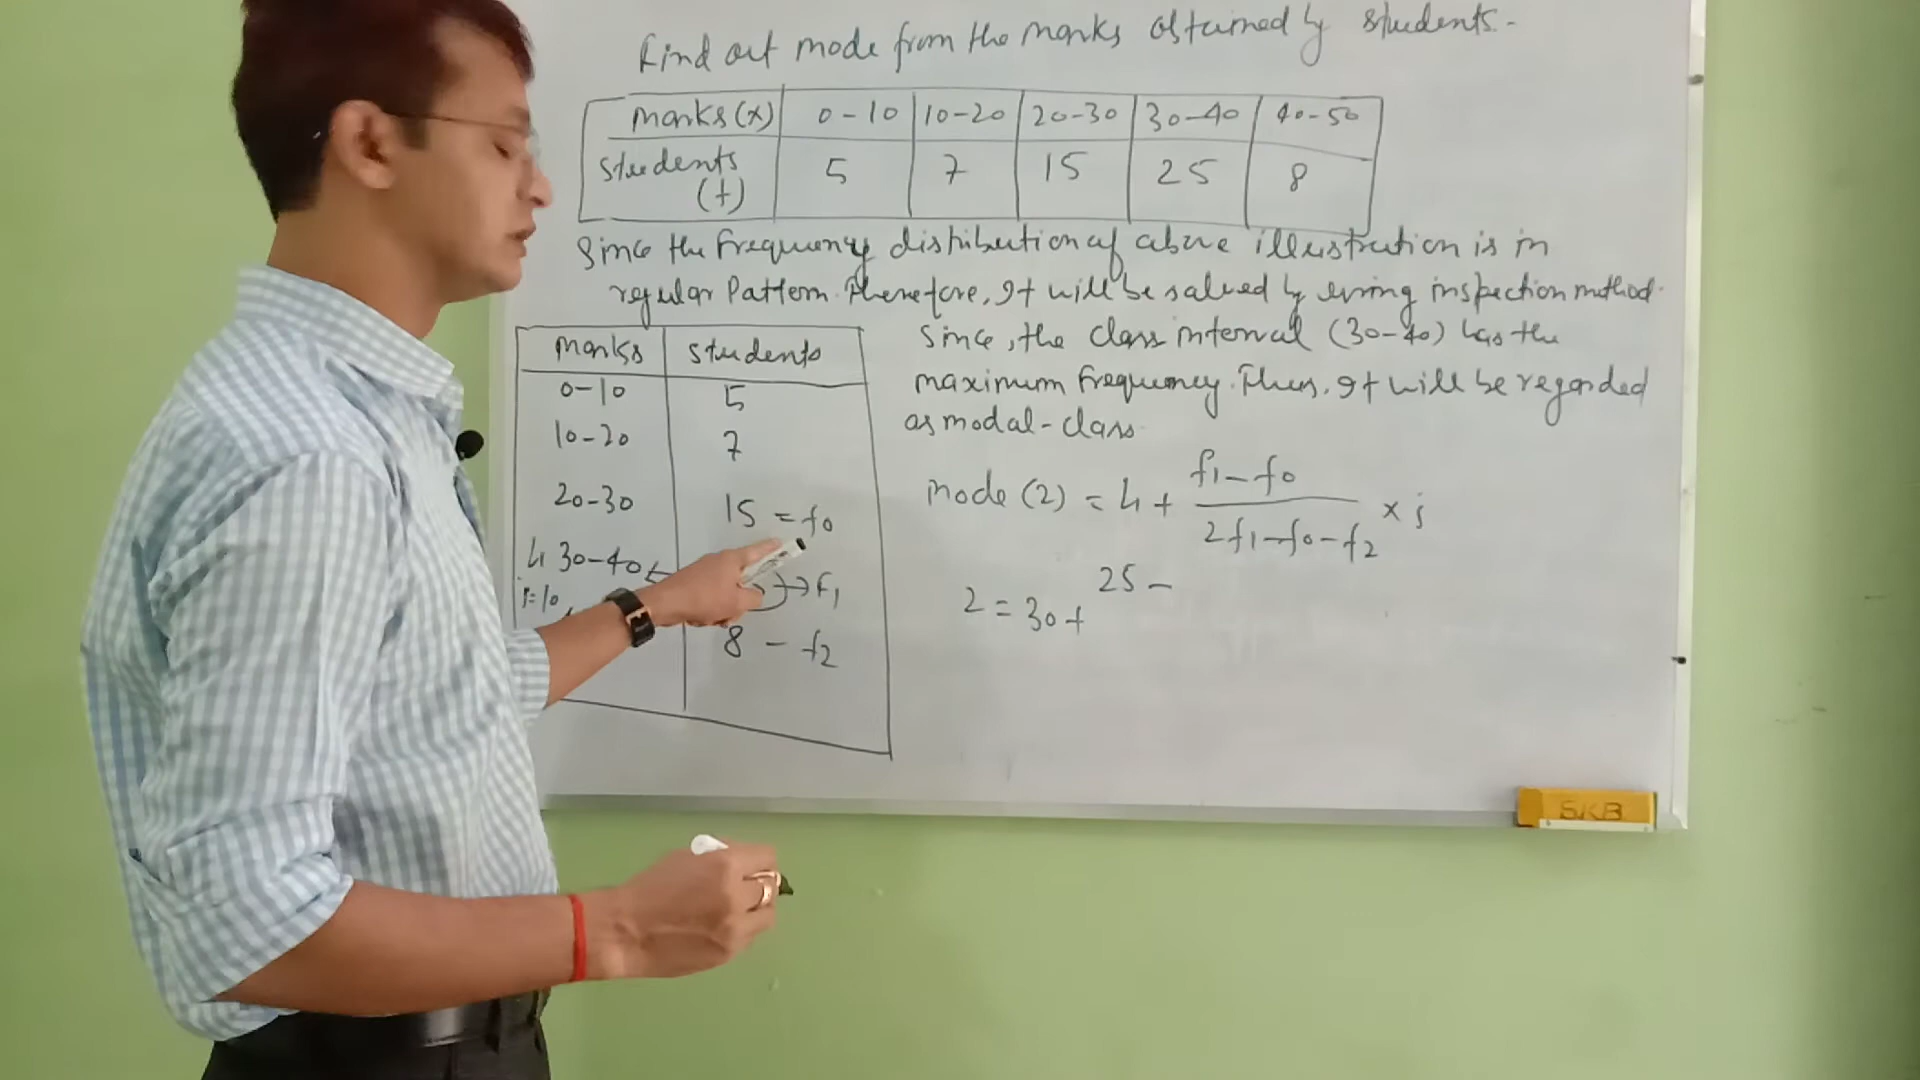 Find out mode from the marks obtained by students.
Marks (x) 0-10 10-20 20-30 30-40 40-50
Students (f) 5 7 15 25 8
Since the frequency distribution of above illustration is in
regular Pattern. Therefore, It will be solved by using inspection method.
Marks Students
0-10 5
10-20 7
20-30 15 = f0
l1 30-40 → f1
i=10
8 - f2
Since, the class interval (30-40) has the
maximum frequency. Thus, It will be regarded
as modal-class
Mode (Z) = l1 + f1-f0 / 2f1-f0-f2 × i
Z = 30 + 25 -
SKB